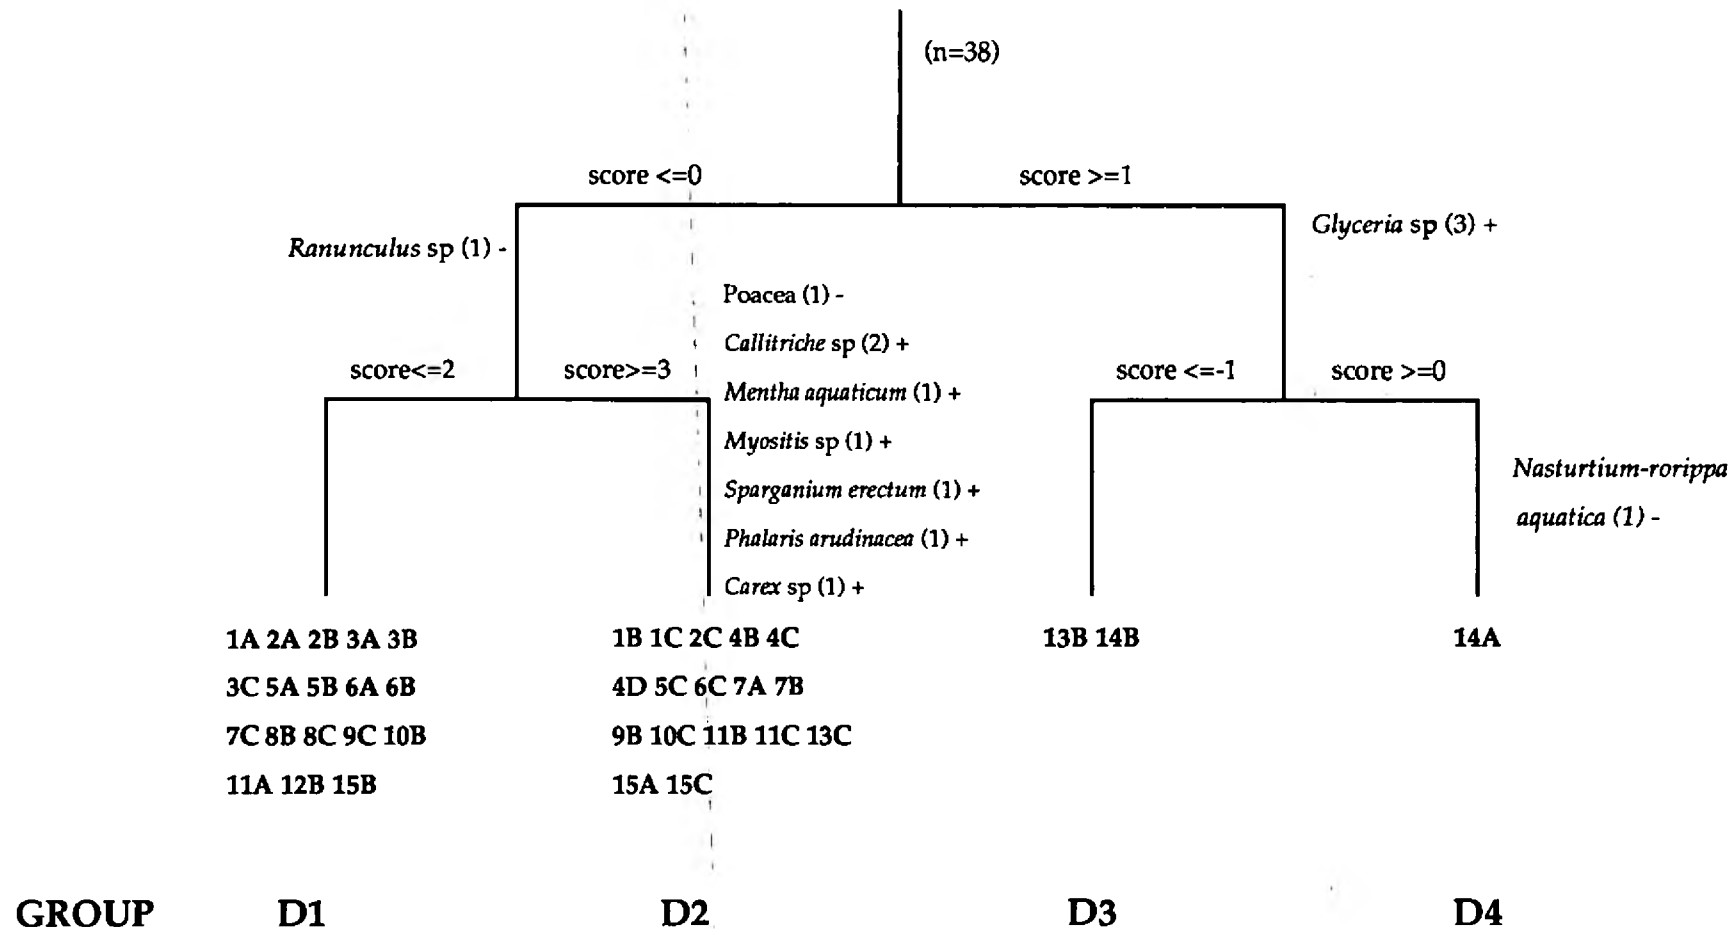 (n=38)
score <=0
score >=1
Ranunculus sp (1) -
Glyceria sp (3) +
Poacea (1) -
Callitriche sp (2) +
score<=2
score>=3
Mentha aquaticum (1) +
score <=-1
score >=0
Myositis sp (1) +
Sparganium erectum (1) +
Phalaris arudinacea (1) +
Carex sp (1) +
Nasturtium-rorippa
aquatica (1) -
1A 2A 2B 3A 3B
3C 5A 5B 6A 6B
7C 8B 8C 9C 10B
11A 12B 15B
1B 1C 2C 4B 4C
4D 5C 6C 7A 7B
9B 10C 11B 11C 13C
15A 15C
13B 14B
14A
GROUP D1 D2 D3 D4